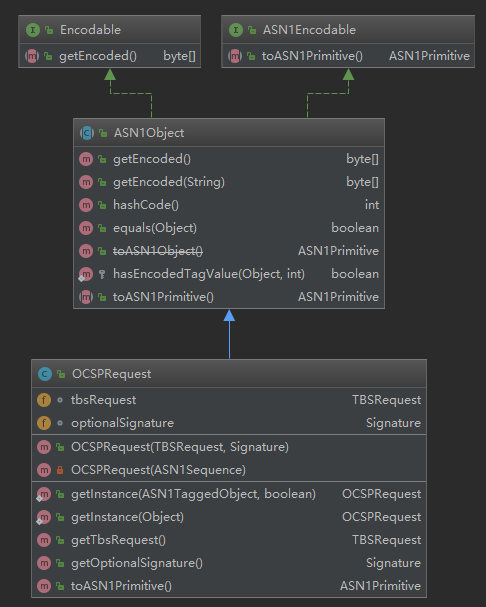 Encodable
getEncoded() byte[]
ASN1Encodable
toASN1Primitive() ASN1Primitive
ASN1Object
getEncoded() byte[]
getEncoded(String) byte[]
hashCode() int
equals(Object) boolean
toASN1Object() ASN1Primitive
hasEncodedTagValue(Object, int) boolean
toASN1Primitive() ASN1Primitive
OCSPRequest
tbsRequest TBSRequest
optionalSignature Signature
OCSPRequest(TBSRequest, Signature)
OCSPRequest(ASN1Sequence)
getInstance(ASN1TaggedObject, boolean) OCSPRequest
getInstance(Object) OCSPRequest
getTbsRequest() TBSRequest
getOptionalSignature() Signature
toASN1Primitive() ASN1Primitive